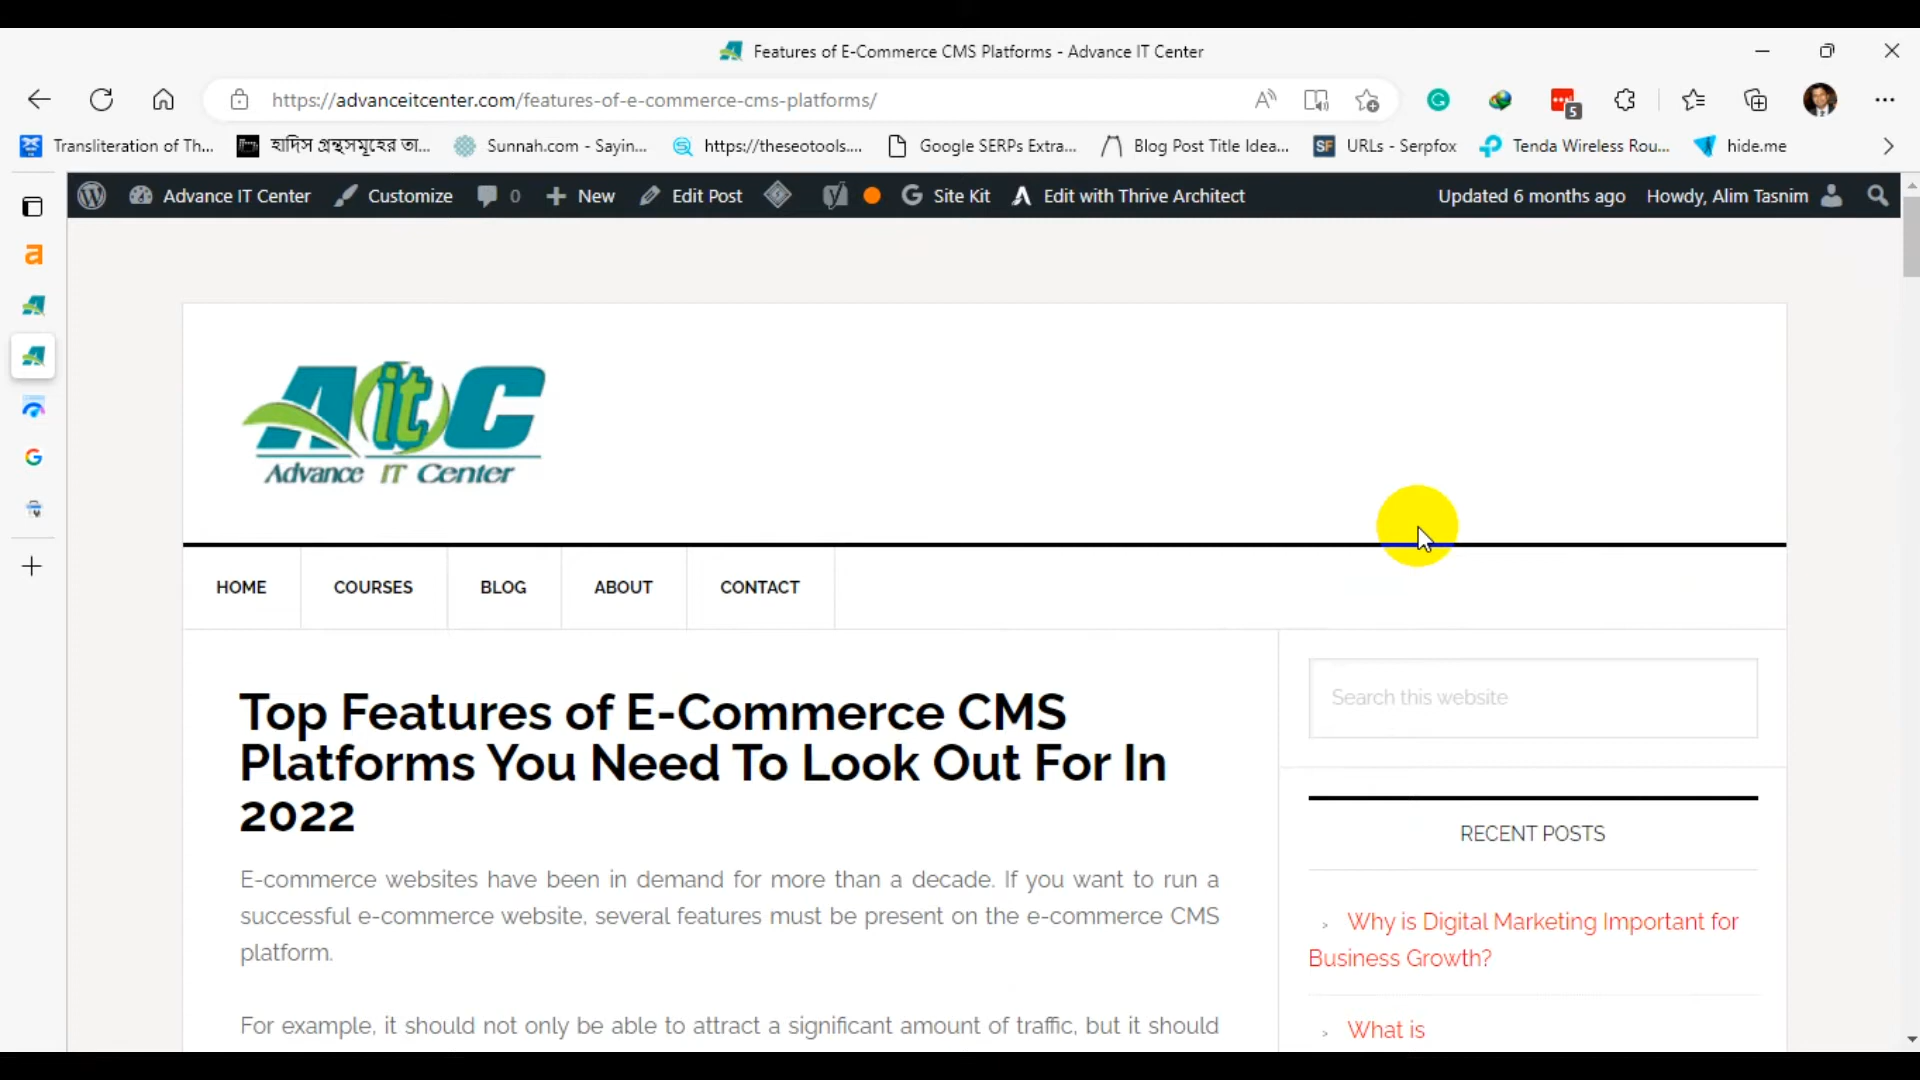 Features of E-Commerce CMS Platforms - Advance IT Center
https://advanceitcenter.com/features-of-e-commerce-cms-platforms/
5
Transliteration of Th... হাদিস গ্রন্থসমূহের তা... Sunnah.com - Sayin... https://theseotools.... Google SERPs Extra... Blog Post Title Idea... SF URLs - Serpfox Tenda Wireless Rou... hide.me
Advance IT Center Customize 0 New Edit Post Site Kit Edit with Thrive Architect Updated 6 months ago Howdy, Alim Tasnim
AitC
Advance IT Center
HOME COURSES BLOG ABOUT CONTACT
Top Features of E-Commerce CMS
Platforms You Need To Look Out For In
2022
E-commerce websites have been in demand for more than a decade. If you want to run a
successful e-commerce website, several features must be present on the e-commerce CMS
platform.
For example, it should not only be able to attract a significant amount of traffic, but it should
Search this website
RECENT POSTS
Why is Digital Marketing Important for
Business Growth?
What is